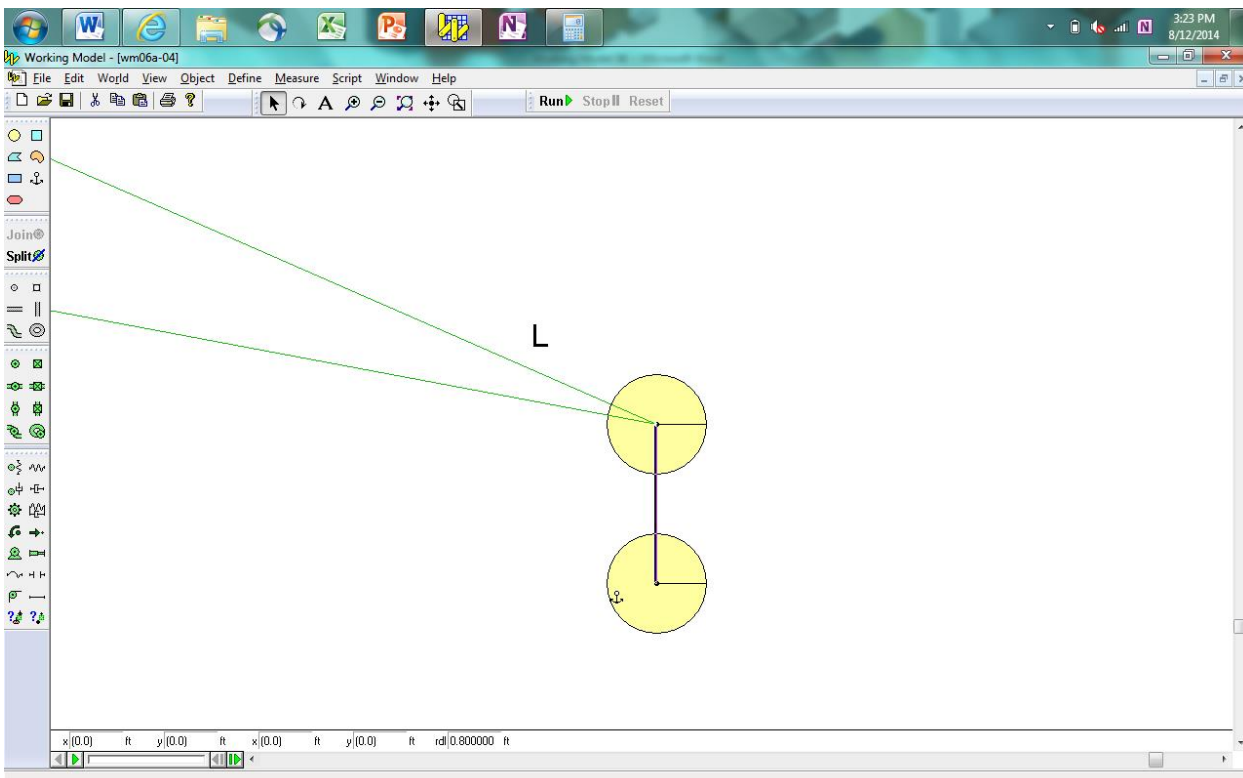 3:23 PM
8/12/2014
Working Model - [wm06a-04]
File Edit World View Object Define Measure Script Window Help
Run Stop Reset
Join®
Split
L
x (0.0) ft y (0.0) ft x (0.0) ft y (0.0) ft rdl 0.800000 ft